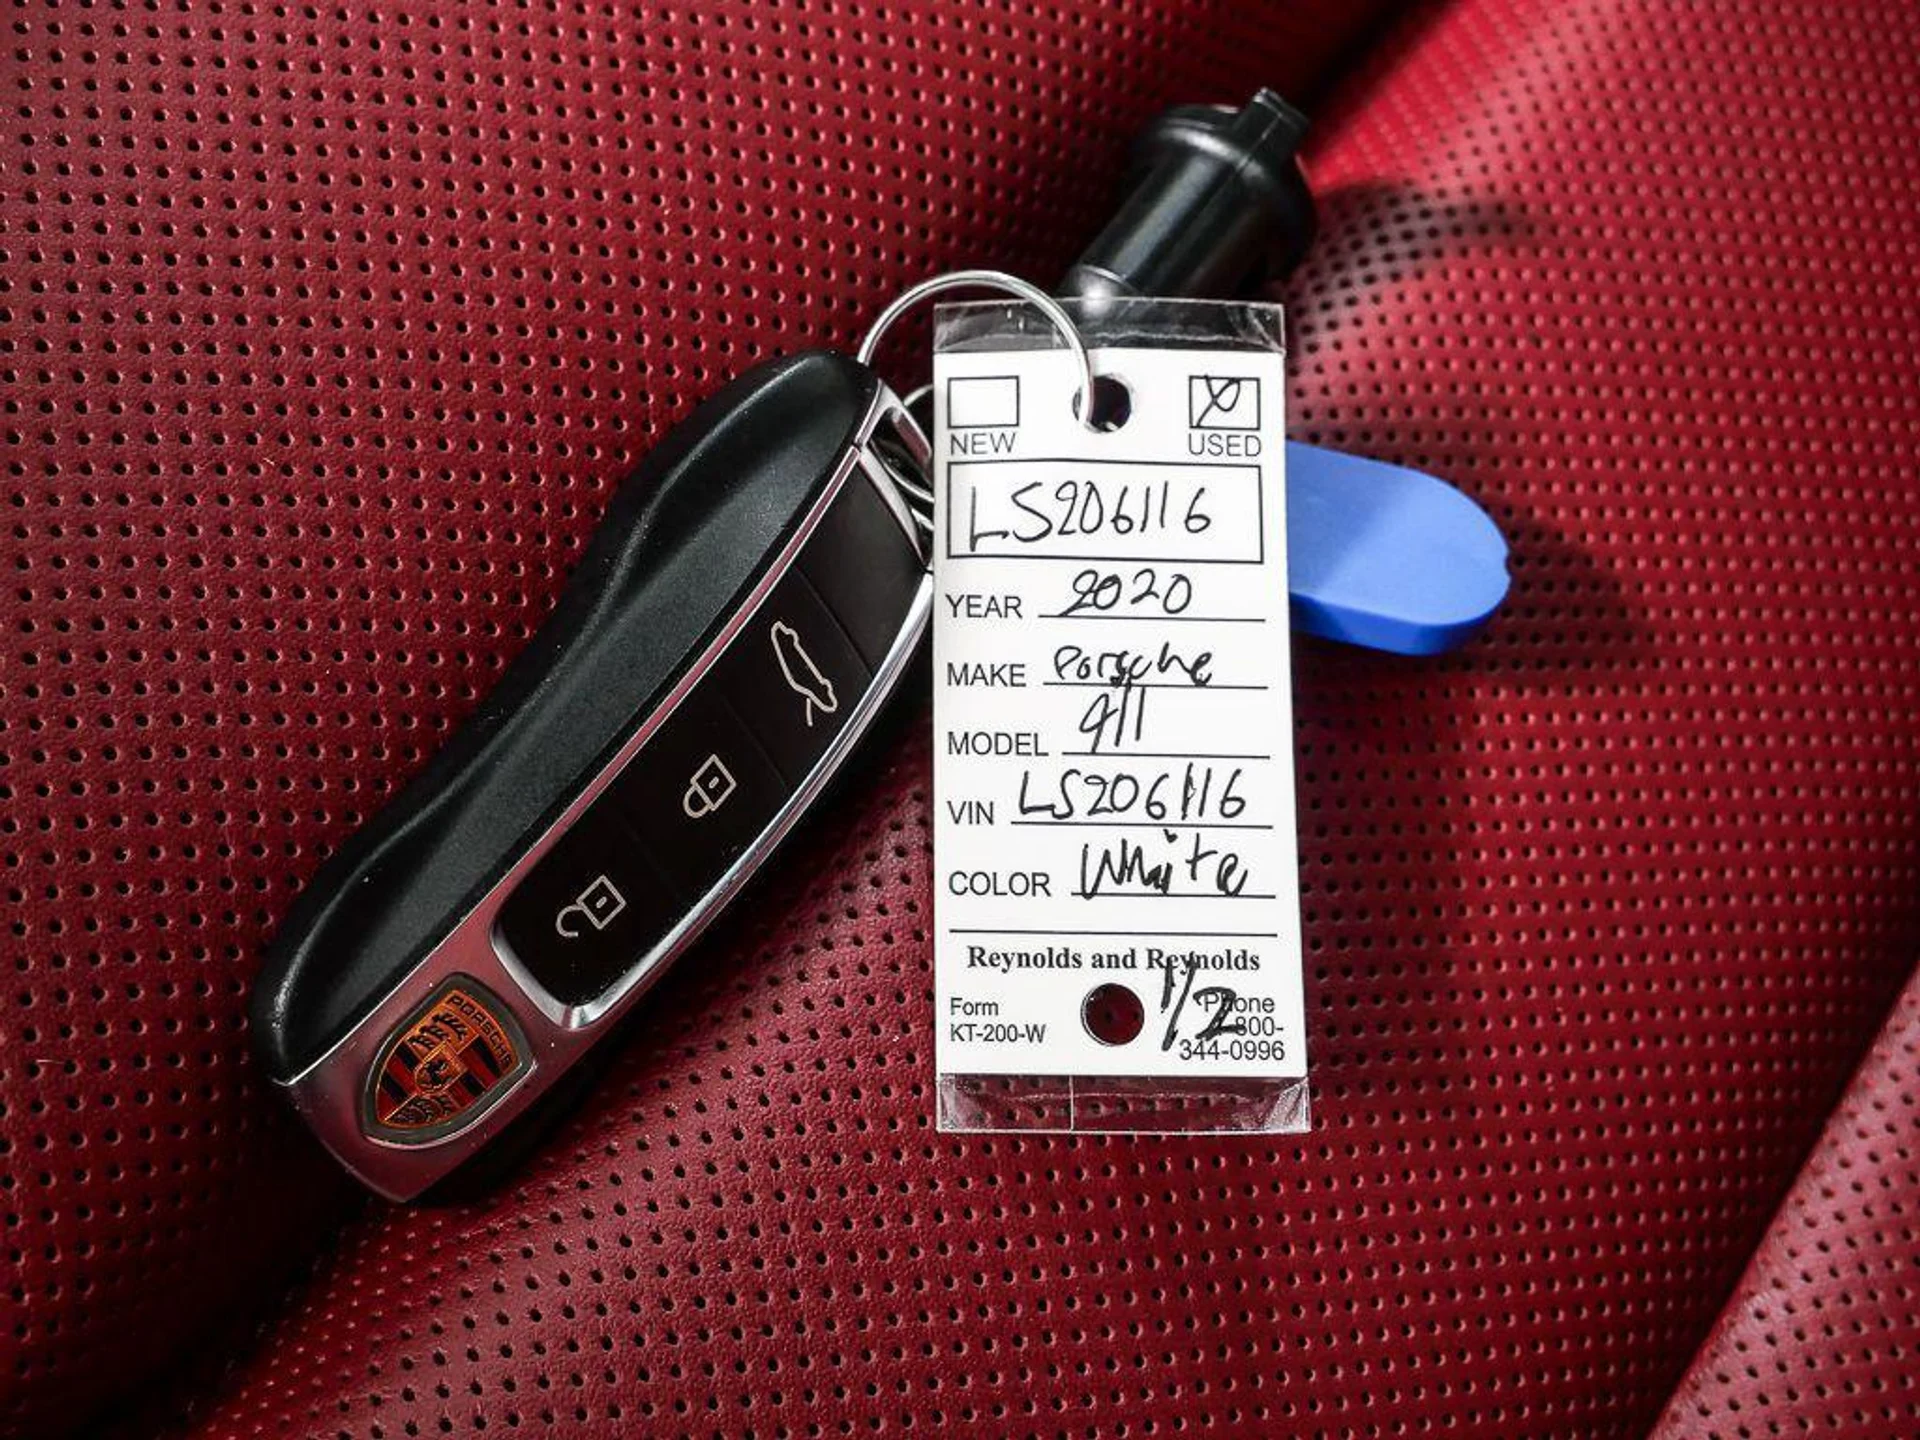 NEW USED
LS206116
YEAR 2020
MAKE Porsche
MODEL 911
VIN LS206116
COLOR White
Reynolds and Reynolds
1/2
Form Phone
KT-200-W 800-
344-0996
PORSCHE